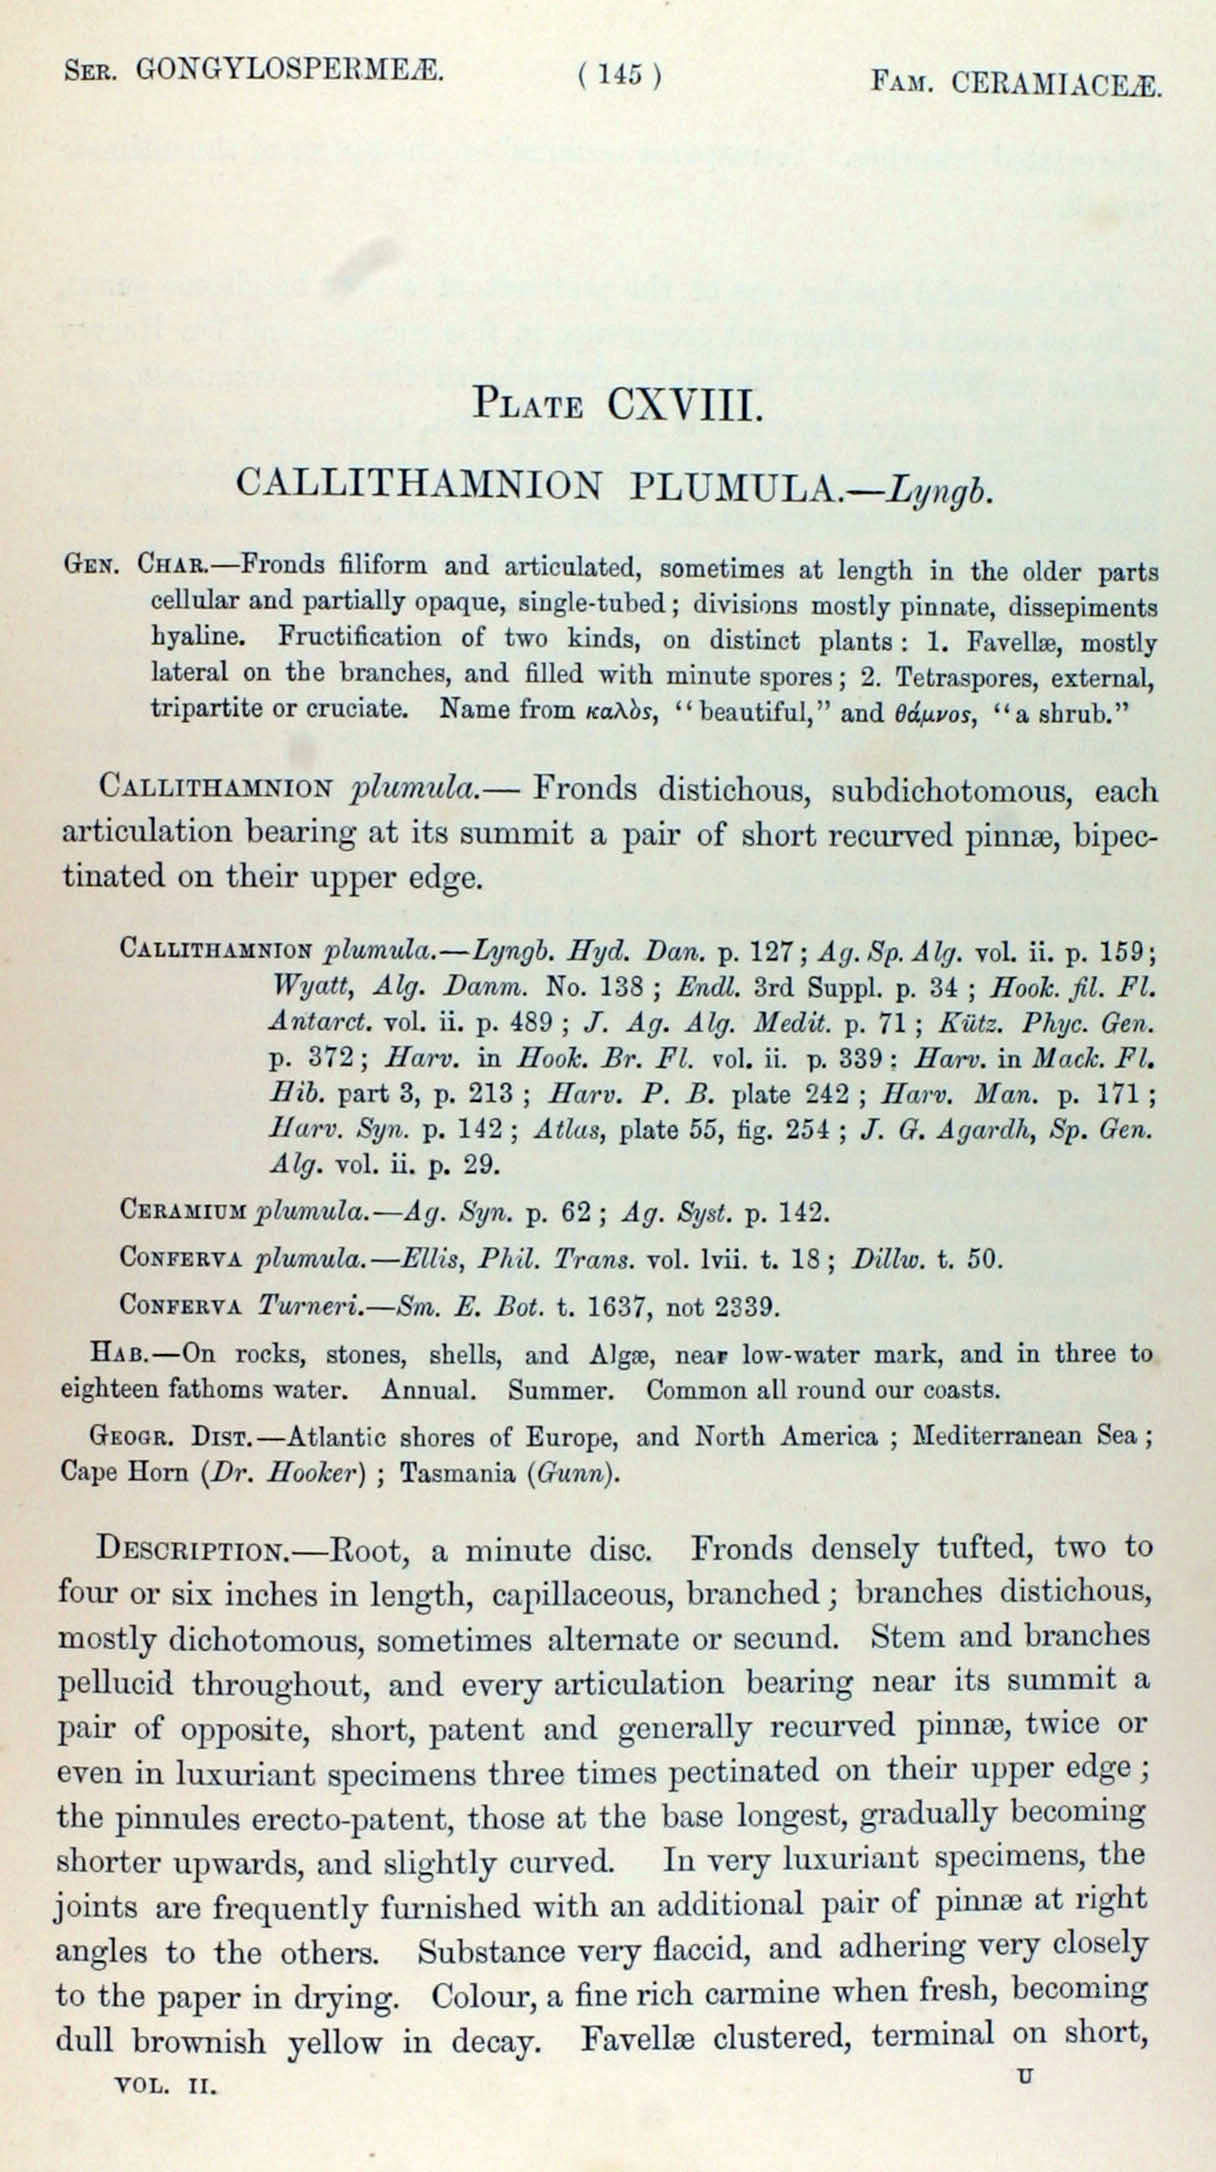 SER. GONGYLOSPERMEÆ. ( 145 ) FAM. CERAMIACEÆ.
PLATE CXVIII.
CALLITHAMNION PLUMULA.—Lyngb.
GEN. CHAR.—Fronds filiform and articulated, sometimes at length in the older parts
cellular and partially opaque, single-tubed; divisions mostly pinnate, dissepiments
hyaline. Fructification of two kinds, on distinct plants: 1. Favellæ, mostly
lateral on the branches, and filled with minute spores; 2. Tetraspores, external,
tripartite or cruciate. Name from καλὸς, “beautiful,” and θάμνος, “a shrub.”
CALLITHAMNION plumula.— Fronds distichous, subdichotomous, each
articulation bearing at its summit a pair of short recurved pinnæ, bipec-
tinated on their upper edge.
CALLITHAMNION plumula.—Lyngb. Hyd. Dan. p. 127; Ag. Sp. Alg. vol. ii. p. 159;
Wyatt, Alg. Danm. No. 138; Endl. 3rd Suppl. p. 34; Hook. fil. Fl.
Antarct. vol. ii. p. 489; J. Ag. Alg. Medit. p. 71; Kütz. Phyc. Gen.
p. 372; Harv. in Hook. Br. Fl. vol. ii. p. 339: Harv. in Mack. Fl.
Hib. part 3, p. 213; Harv. P. B. plate 242; Harv. Man. p. 171;
Harv. Syn. p. 142; Atlas, plate 55, fig. 254; J. G. Agardh, Sp. Gen.
Alg. vol. ii. p. 29.
CERAMIUM plumula.—Ag. Syn. p. 62; Ag. Syst. p. 142.
CONFERVA plumula.—Ellis, Phil. Trans. vol. lvii. t. 18; Dillw. t. 50.
CONFERVA Turneri.—Sm. E. Bot. t. 1637, not 2339.
HAB.—On rocks, stones, shells, and Algæ, near low-water mark, and in three to
eighteen fathoms water. Annual. Summer. Common all round our coasts.
GEOGR. DIST.—Atlantic shores of Europe, and North America; Mediterranean Sea;
Cape Horn (Dr. Hooker); Tasmania (Gunn).
DESCRIPTION.—Root, a minute disc. Fronds densely tufted, two to
four or six inches in length, capillaceous, branched; branches distichous,
mostly dichotomous, sometimes alternate or secund. Stem and branches
pellucid throughout, and every articulation bearing near its summit a
pair of opposite, short, patent and generally recurved pinnæ, twice or
even in luxuriant specimens three times pectinated on their upper edge;
the pinnules erecto-patent, those at the base longest, gradually becoming
shorter upwards, and slightly curved. In very luxuriant specimens, the
joints are frequently furnished with an additional pair of pinnæ at right
angles to the others. Substance very flaccid, and adhering very closely
to the paper in drying. Colour, a fine rich carmine when fresh, becoming
dull brownish yellow in decay. Favellæ clustered, terminal on short,
VOL. II. U